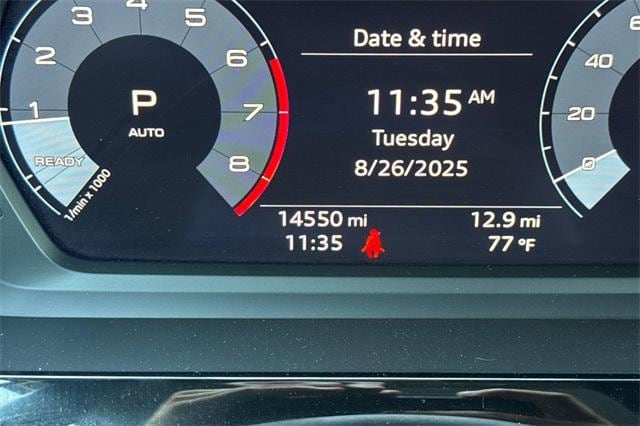 Date & time
11:35 AM
Tuesday
8/26/2025
14550 mi 12.9 mi
11:35 77 °F
P
AUTO
READY
1
2
3
4
5
6
7
8
1/min x 1000
0
20
40